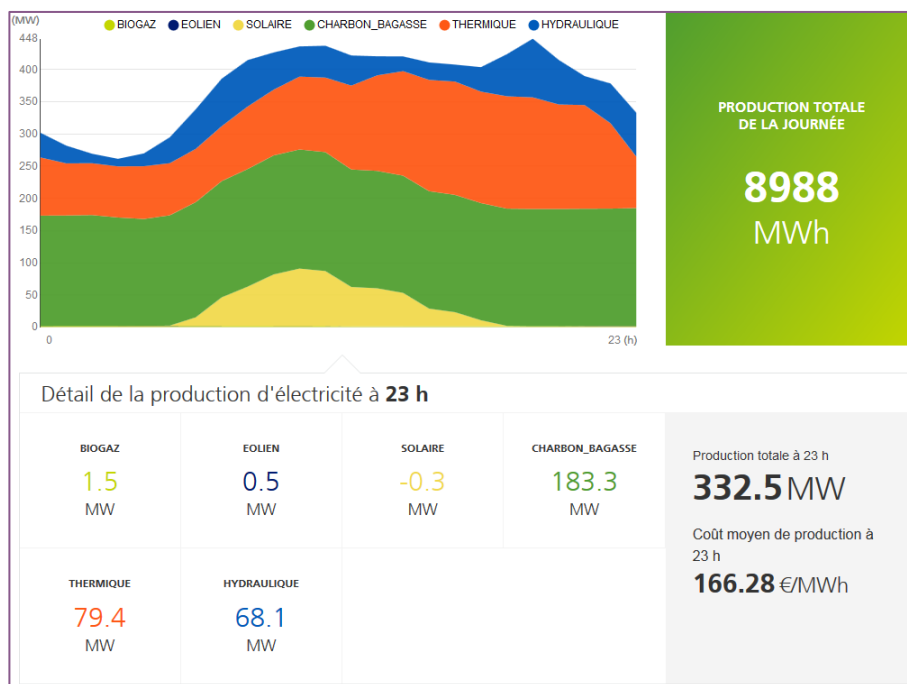 (MW)
BIOGAZ EOLIEN SOLAIRE CHARBON_BAGASSE THERMIQUE HYDRAULIQUE
448
400
350
300
250
200
150
100
50
0
0 23 (h)
PRODUCTION TOTALE
DE LA JOURNÉE
8988
MWh
Détail de la production d'électricité à 23 h
BIOGAZ
1.5
MW
EOLIEN
0.5
MW
SOLAIRE
-0.3
MW
CHARBON_BAGASSE
183.3
MW
THERMIQUE
79.4
MW
HYDRAULIQUE
68.1
MW
Production totale à 23 h
332.5 MW
Coût moyen de production à
23 h
166.28 €/MWh